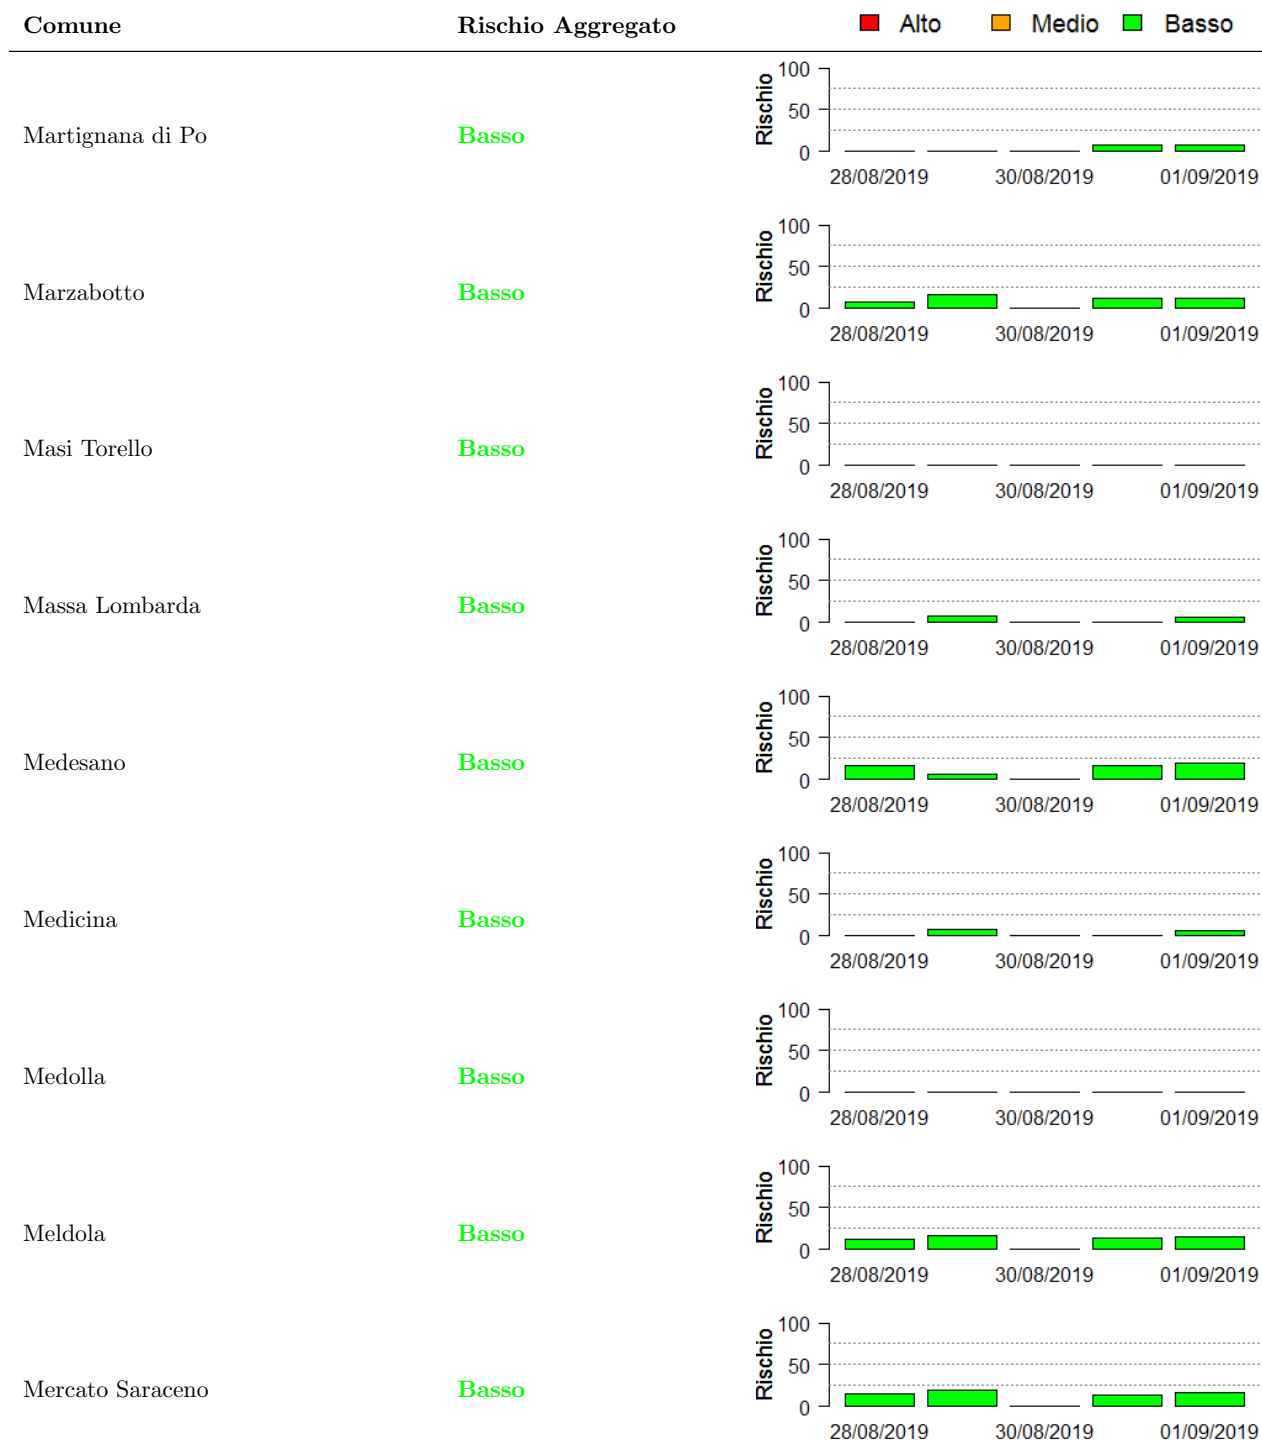 Comune Rischio Aggregato Alto Medio Basso
Martignana di Po Basso Rischio 100 50 0
28/08/2019 30/08/2019 01/09/2019
Marzabotto Basso Rischio 100 50 0
28/08/2019 30/08/2019 01/09/2019
Masi Torello Basso Rischio 100 50 0
28/08/2019 30/08/2019 01/09/2019
Massa Lombarda Basso Rischio 100 50 0
28/08/2019 30/08/2019 01/09/2019
Medesano Basso Rischio 100 50 0
28/08/2019 30/08/2019 01/09/2019
Medicina Basso Rischio 100 50 0
28/08/2019 30/08/2019 01/09/2019
Medolla Basso Rischio 100 50 0
28/08/2019 30/08/2019 01/09/2019
Meldola Basso Rischio 100 50 0
28/08/2019 30/08/2019 01/09/2019
Mercato Saraceno Basso Rischio 100 50 0
28/08/2019 30/08/2019 01/09/2019